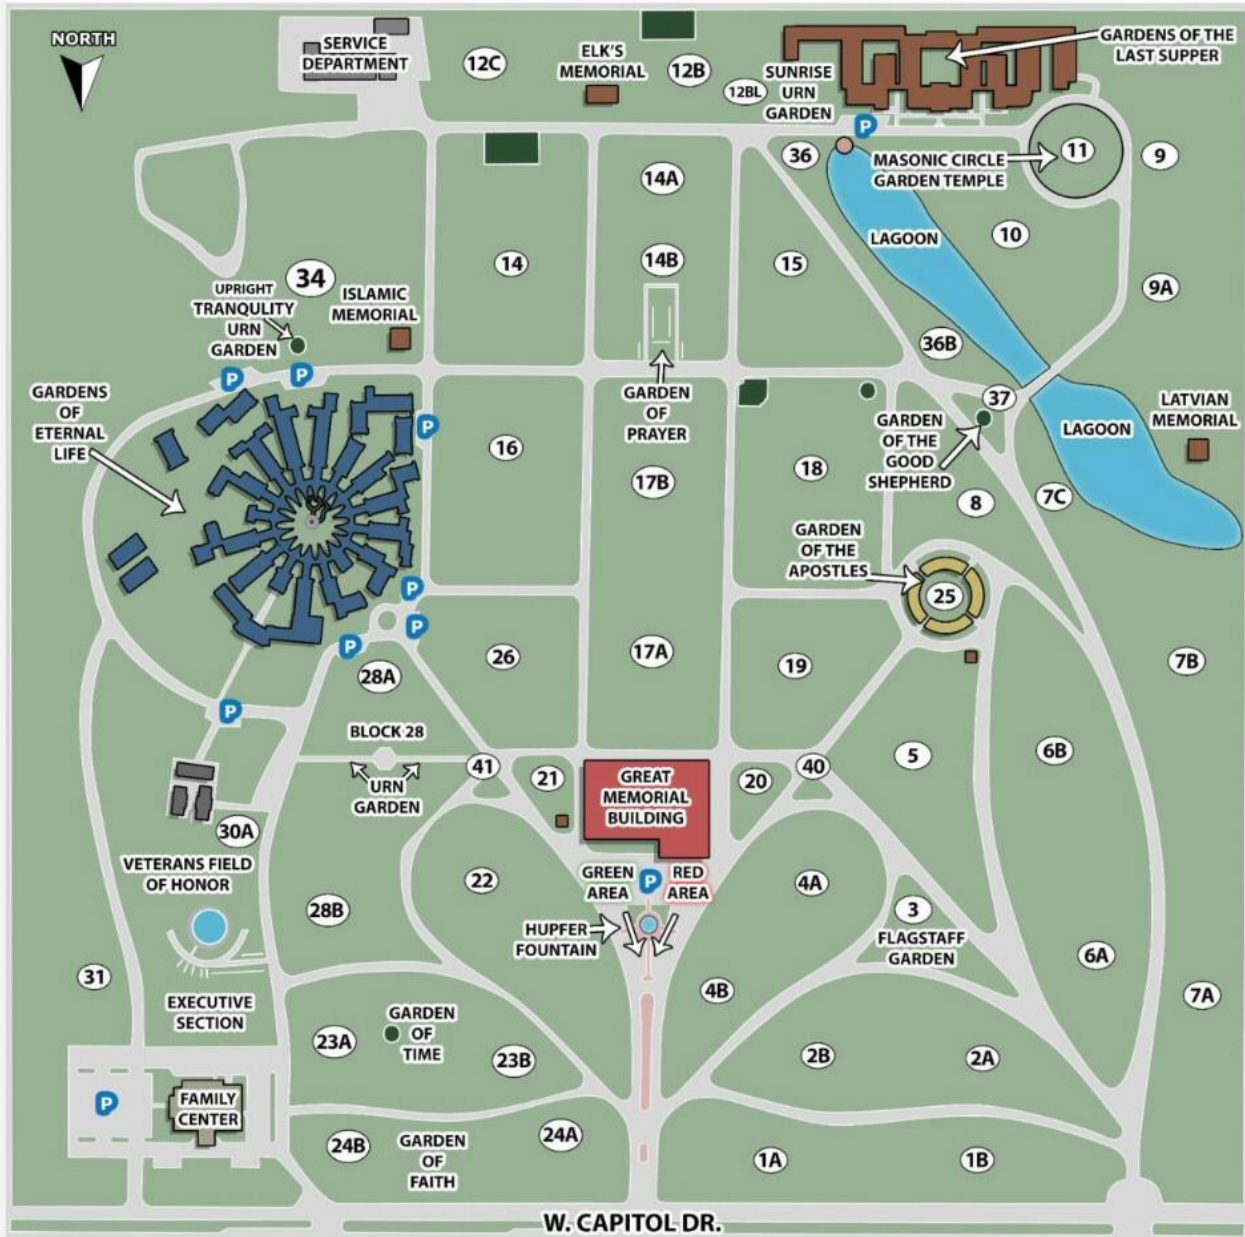 NORTH
SERVICE
DEPARTMENT
12C
ELK'S
MEMORIAL
12B
12BL
SUNRISE
URN
GARDEN
GARDENS OF THE
LAST SUPPER
P
36
MASONIC CIRCLE
GARDEN TEMPLE
11
9
14A
LAGOON
10
14
14B
15
9A
34
UPRIGHT
TRANQULITY
URN
GARDEN
ISLAMIC
MEMORIAL
36B
P
P
GARDENS
OF
ETERNAL
LIFE
P
GARDEN
OF
PRAYER
37
GARDEN
OF THE
GOOD
SHEPHERD
LAGOON
LATVIAN
MEMORIAL
16
17B
18
8
7C
GARDEN
OF THE
APOSTLES
25
P
P
P
28A
26
17A
19
7B
P
BLOCK 28
URN
GARDEN
41
21
GREAT
MEMORIAL
BUILDING
20
40
5
6B
30A
VETERANS FIELD
OF HONOR
28B
22
GREEN
AREA
P
RED
AREA
4A
3
FLAGSTAFF
GARDEN
HUPFER
FOUNTAIN
6A
31
EXECUTIVE
SECTION
4B
7A
23A
GARDEN
OF
TIME
23B
2B
2A
P
FAMILY
CENTER
24B
GARDEN
OF
FAITH
24A
1A
1B
W. CAPITOL DR.